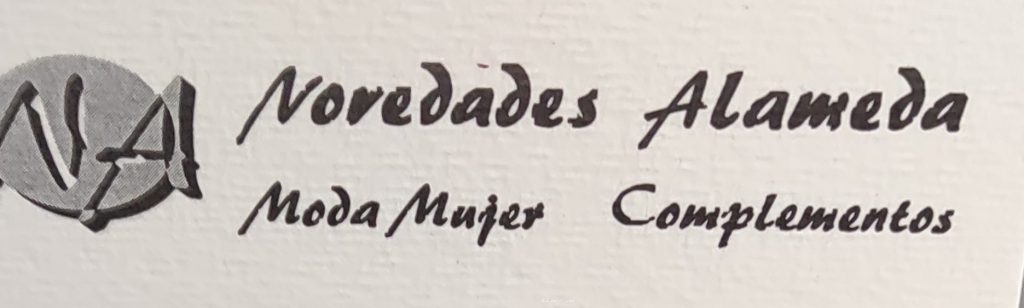 NA
Novedades Alameda
Moda Mujer Complementos